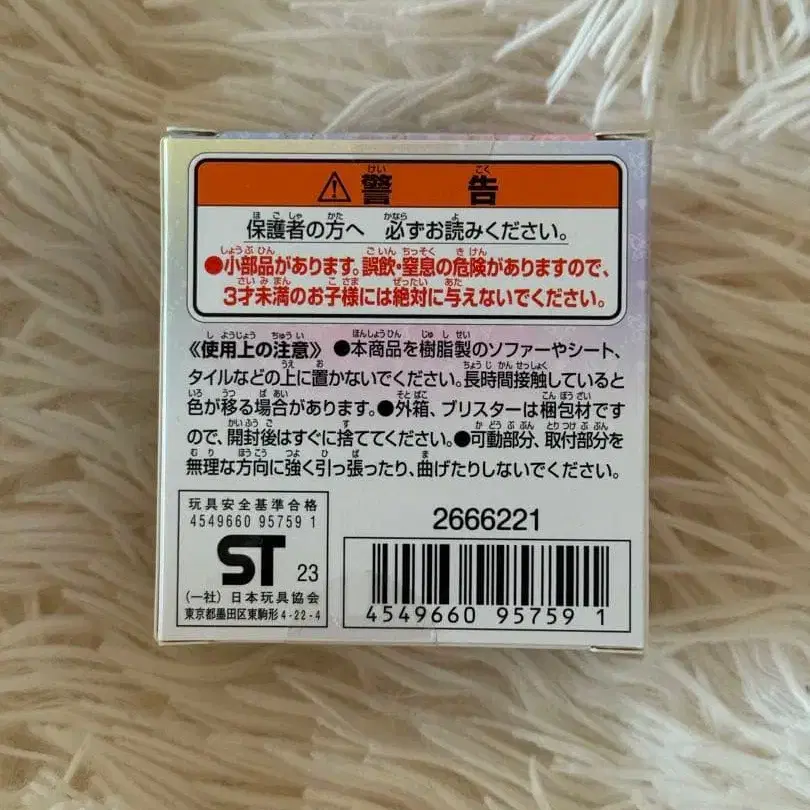 ⚠警告
保護者の方へ 必ずお読みください。
●小部品があります。誤飲・窒息の危険がありますので、
3才未満のお子様には絶対に与えないでください。
《使用上の注意》●本商品を樹脂製のソファーやシート、
タイルなどの上に置かないでください。長時間接触していると
色が移る場合があります。●外箱、ブリスターは梱包材です
ので、開封後はすぐに捨ててください。●可動部分、取付部分を
無理な方向に強く引っ張ったり、曲げたりしないでください。
玩具安全基準合格
4549660 95759 1
ST 23
(一社)日本玩具協会
東京都墨田区東駒形4-22-4
2666221
4549660 957591